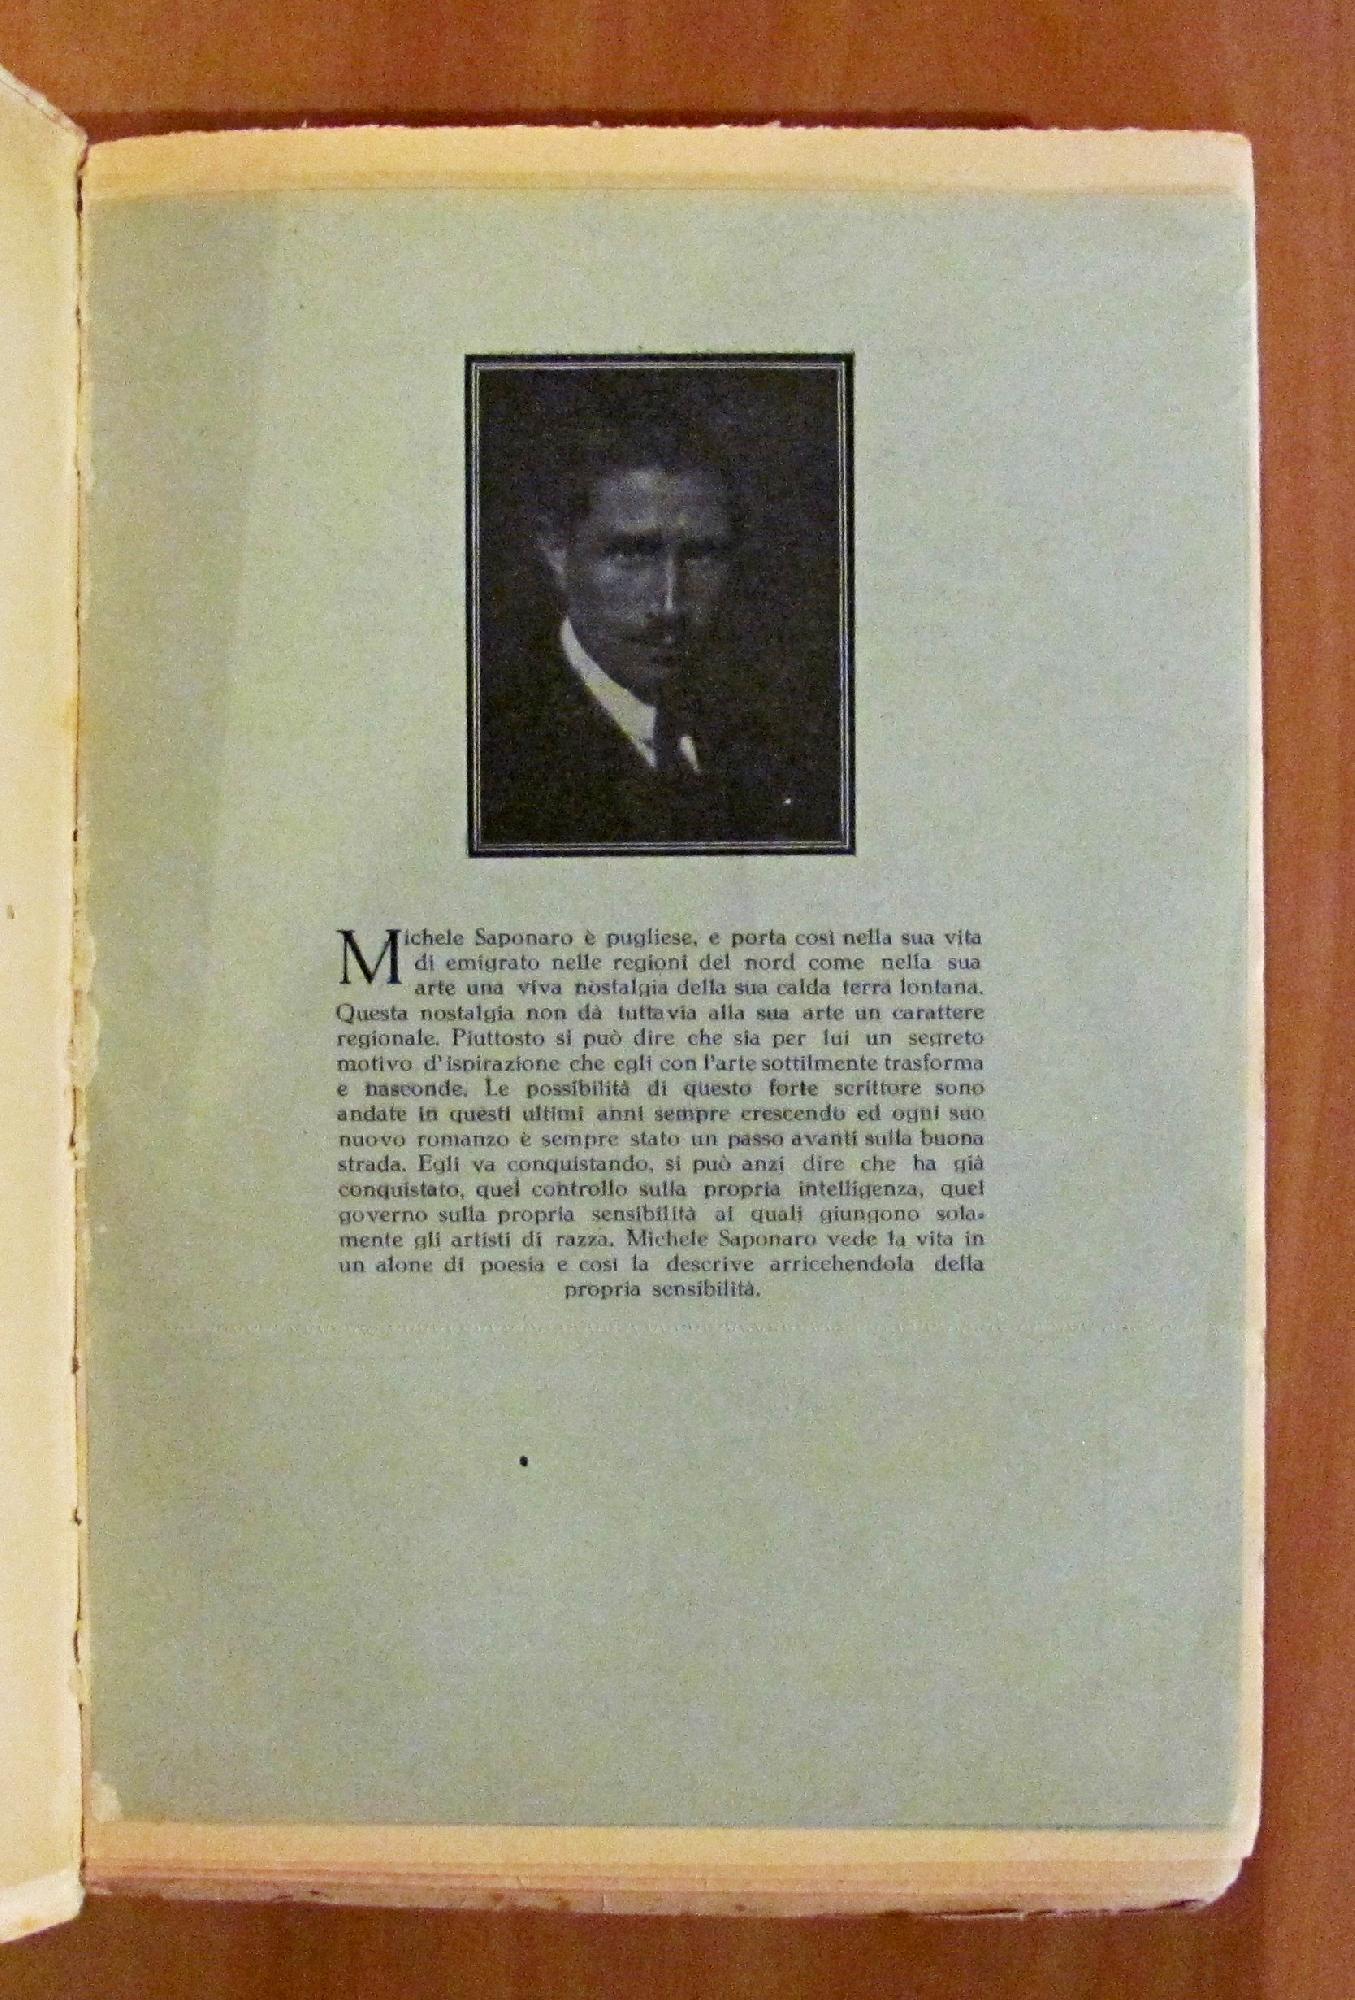 Michele Saponaro è pugliese, e porta così nella sua vita
di emigrato nelle regioni del nord come nella sua
arte una viva nostalgia della sua calda terra lontana.
Questa nostalgia non dà tuttavia alla sua arte un carattere
regionale. Piuttosto si può dire che sia per lui un segreto
motivo d'ispirazione che egli con l'arte sottilmente trasforma
e nasconde. Le possibilità di questo forte scrittore sono
andate in questi ultimi anni sempre crescendo ed ogni suo
nuovo romanzo è sempre stato un passo avanti sulla buona
strada. Egli va conquistando, si può anzi dire che ha già
conquistato, quel controllo sulla propria intelligenza, quel
governo sulla propria sensibilità al quali giungono sola-
mente gli artisti di razza. Michele Saponaro vede la vita in
un alone di poesia e così la descrive arricchendola della
propria sensibilità.